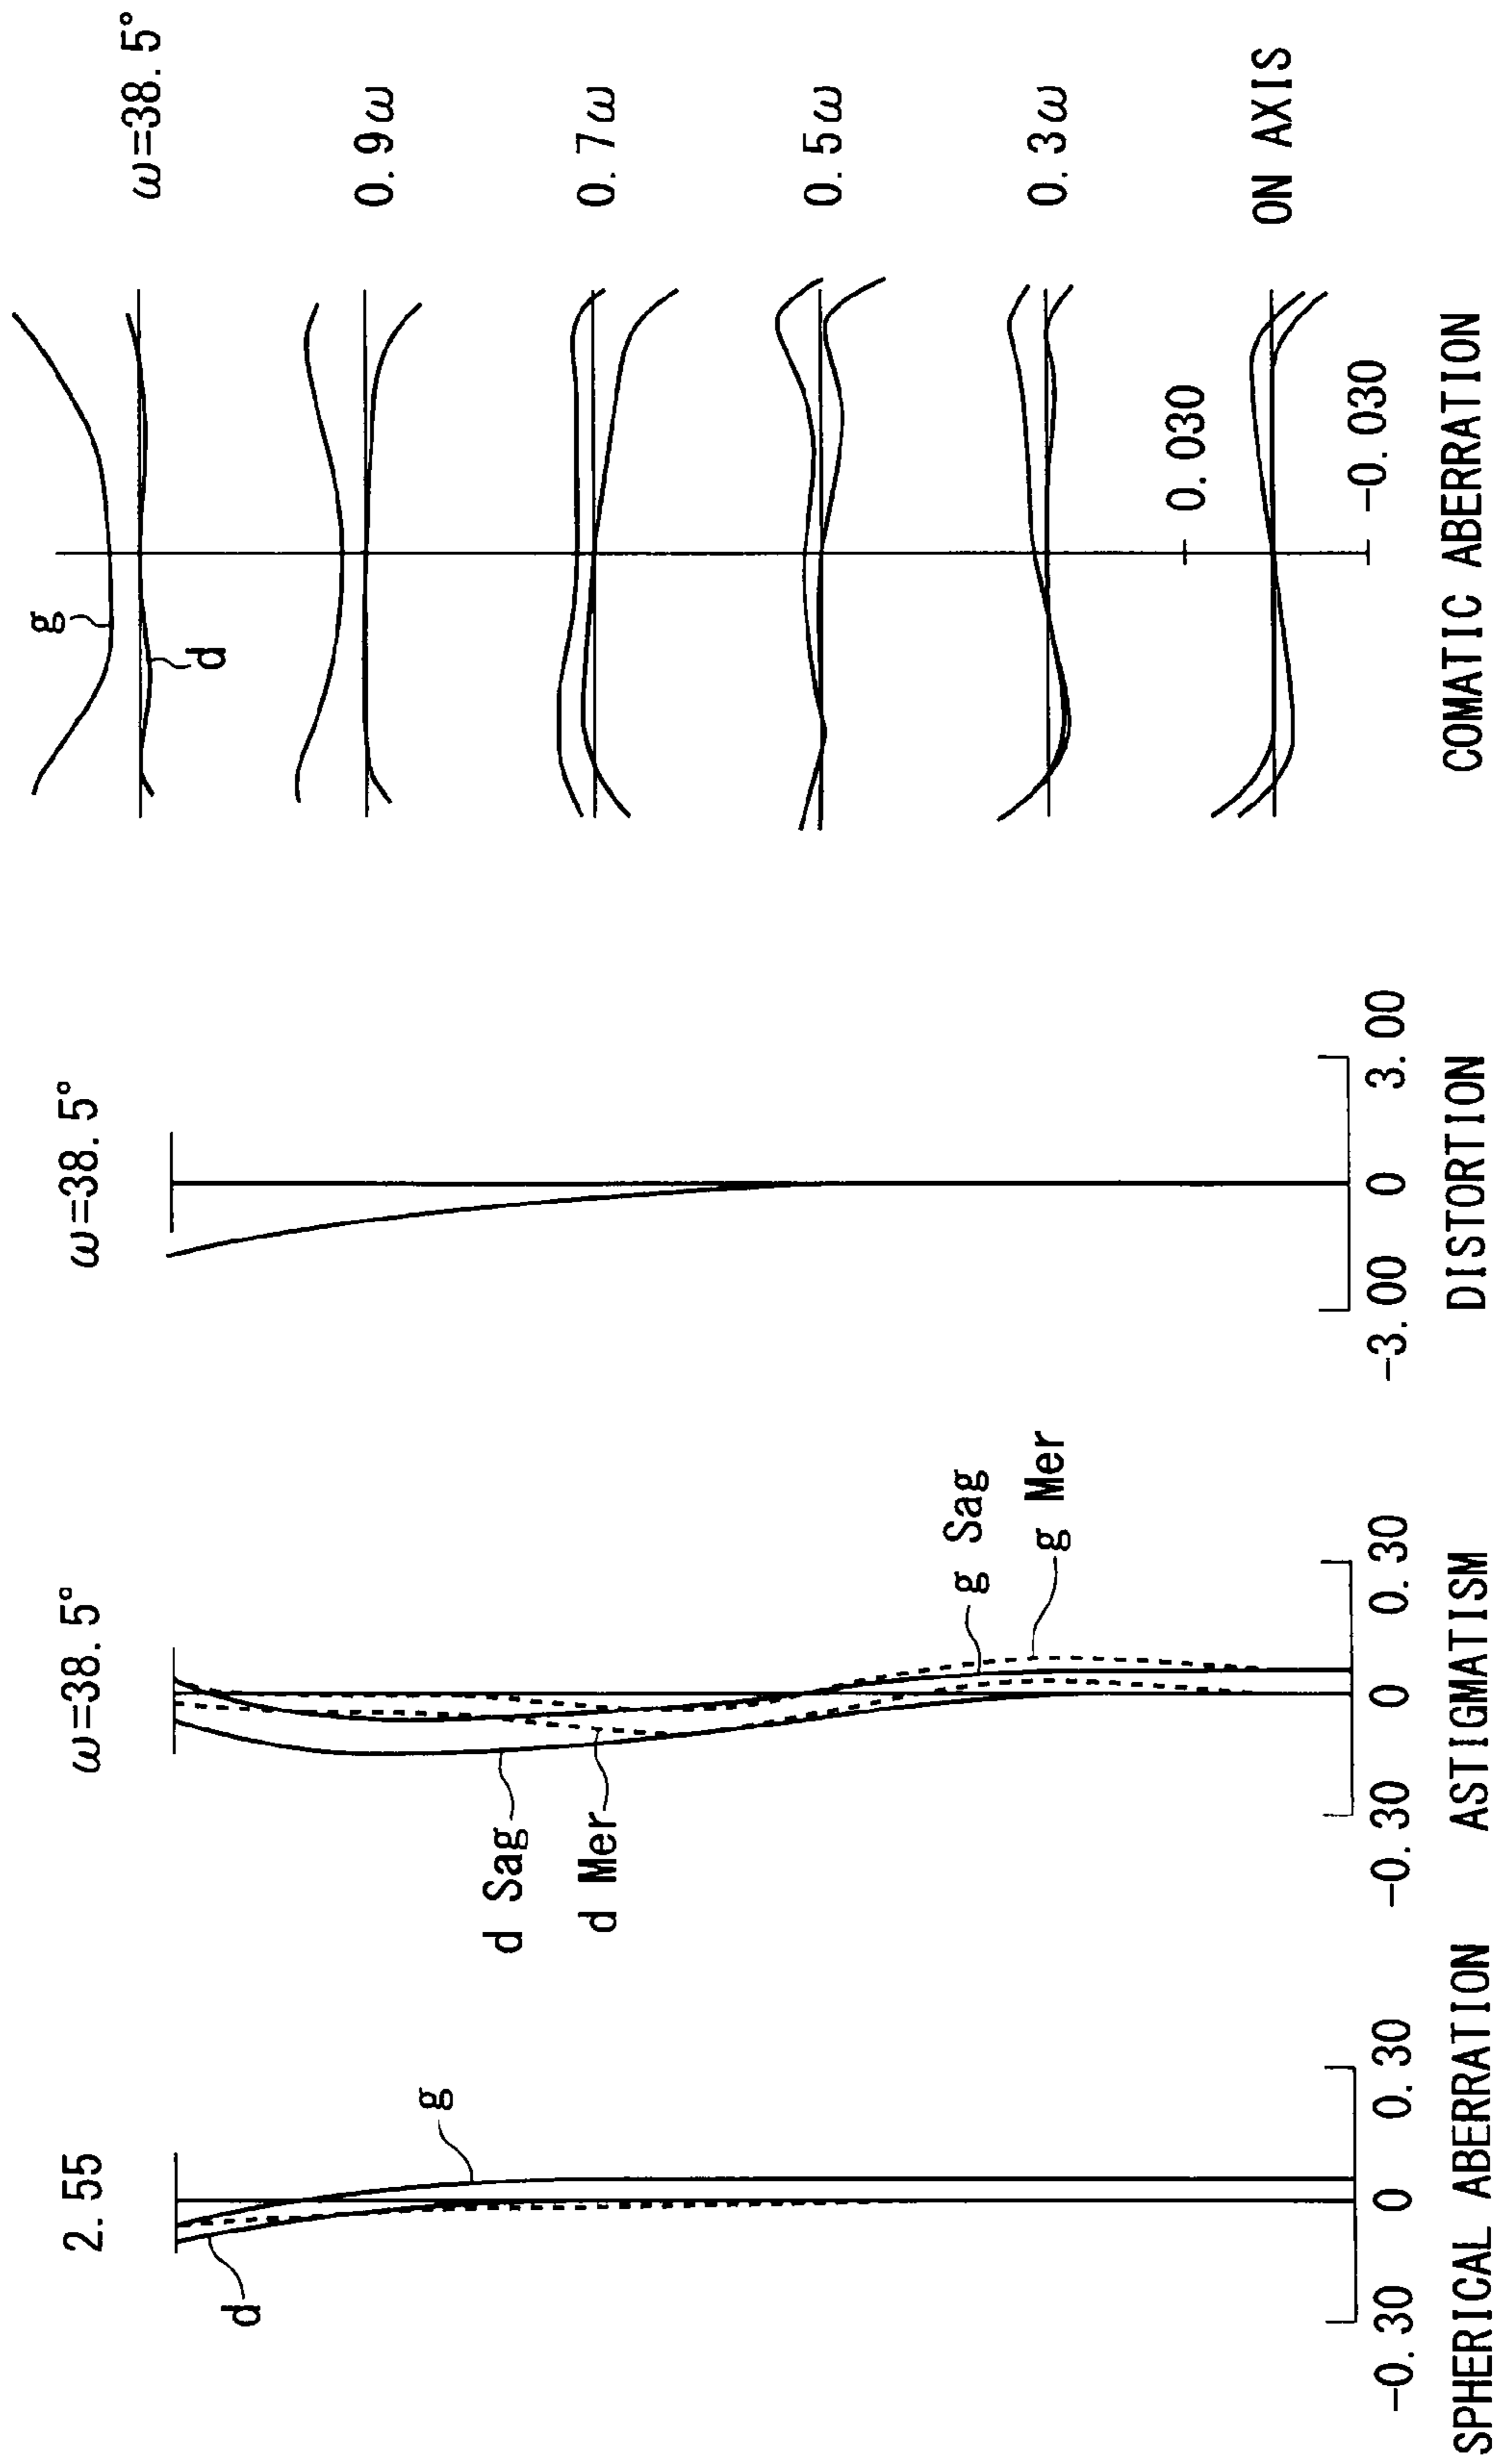 2.55
g
d
-0.30 0 0.30
SPHERICAL ABERRATION
ω=38.5°
d Sag
d Mer
g Sag
g Mer
-0.30 0 0.30
ASTIGMATISM
ω=38.5°
-3.00 0 3.00
DISTORTION
g
d
ω=38.5°
0.9ω
0.7ω
0.5ω
0.3ω
0.030
ON AXIS
-0.030
COMATIC ABERRATION